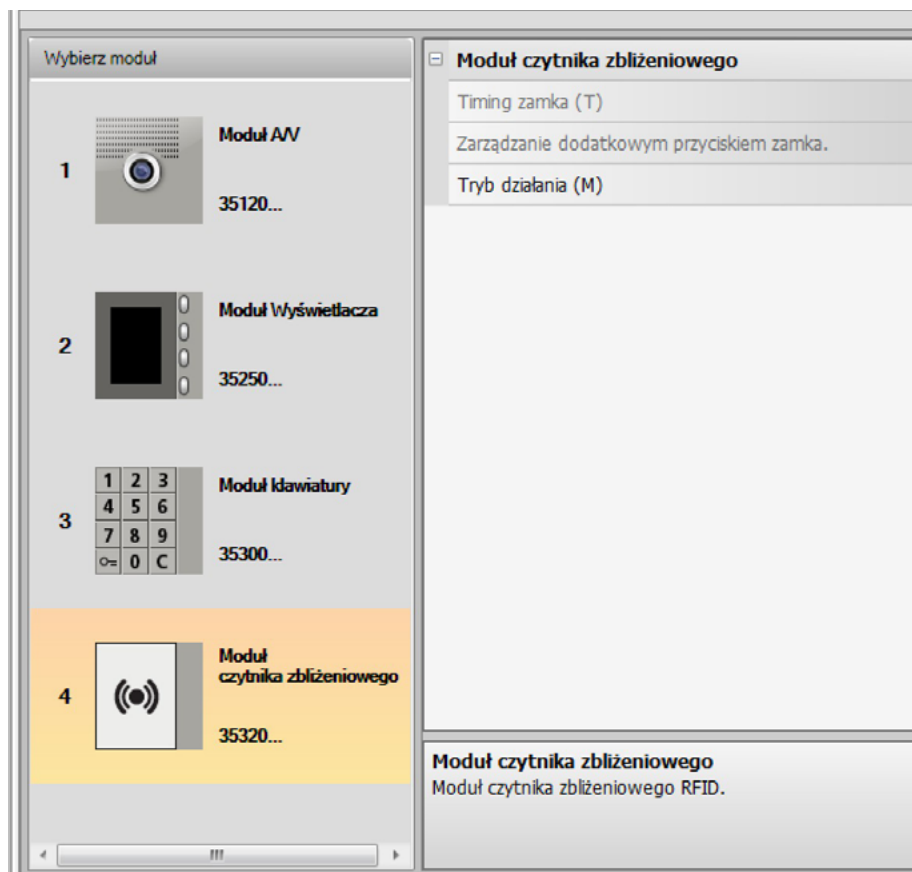 Wybierz moduł
1
Moduł A/V
35120...
2
Moduł Wyświetlacza
35250...
3
1 2 3
4 5 6
7 8 9
0 C
Moduł klawiatury
35300...
4
Moduł
czytnika zbliżeniowego
35320...
Moduł czytnika zbliżeniowego
Timing zamka (T)
Zarządzanie dodatkowym przyciskiem zamka.
Tryb działania (M)
Moduł czytnika zbliżeniowego
Moduł czytnika zbliżeniowego RFID.